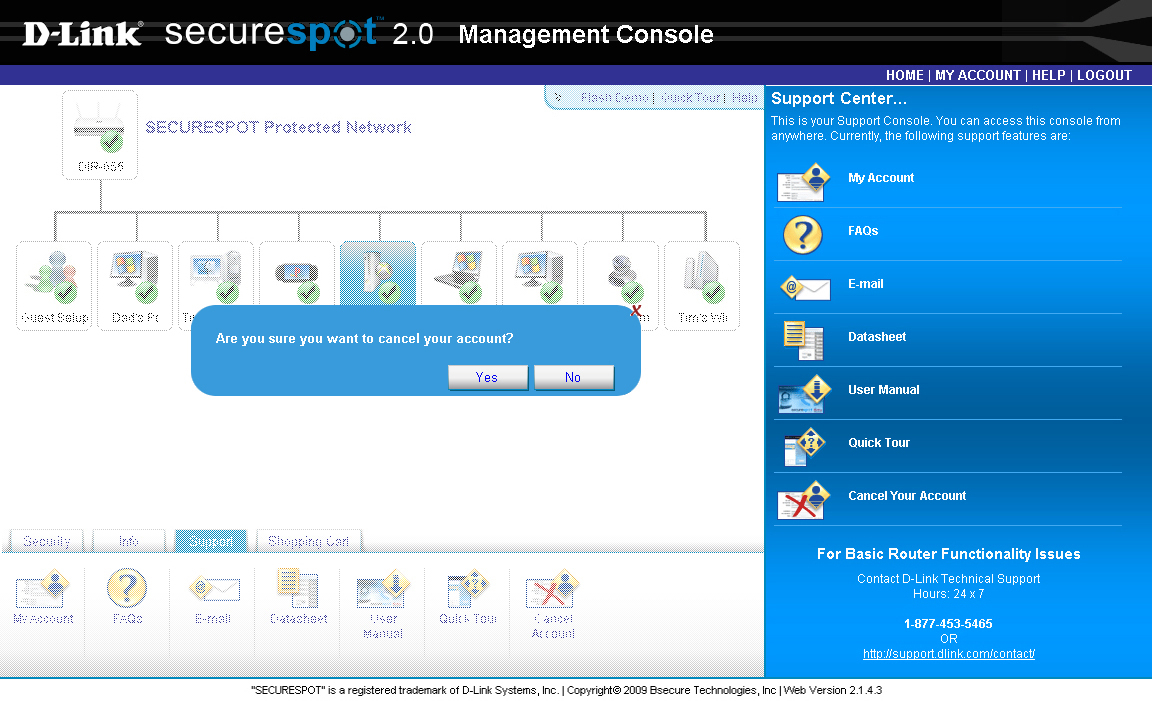 D-Link® securespot™ 2.0 Management Console
HOME | MY ACCOUNT | HELP | LOGOUT
Flash Demo | Quick Tour | Help
SECURESPOT Protected Network
DIR-655
Guest Setup
Dad's Pc
Tim's Wii
Are you sure you want to cancel your account?
X
Yes
No
Security
Info
Support
Shopping Cart
My Account
FAQs
E-mail
Datasheet
User
Manual
Quick Tour
Cancel
Account
Support Center...
This is your Support Console. You can access this console from
anywhere. Currently, the following support features are:
My Account
FAQs
E-mail
Datasheet
User Manual
Quick Tour
Cancel Your Account
For Basic Router Functionality Issues
Contact D-Link Technical Support
Hours: 24 x 7
1-877-453-5465
OR
http://support.dlink.com/contact/
"SECURESPOT" is a registered trademark of D-Link Systems, Inc. | Copyright© 2009 Bsecure Technologies, Inc | Web Version 2.1.4.3